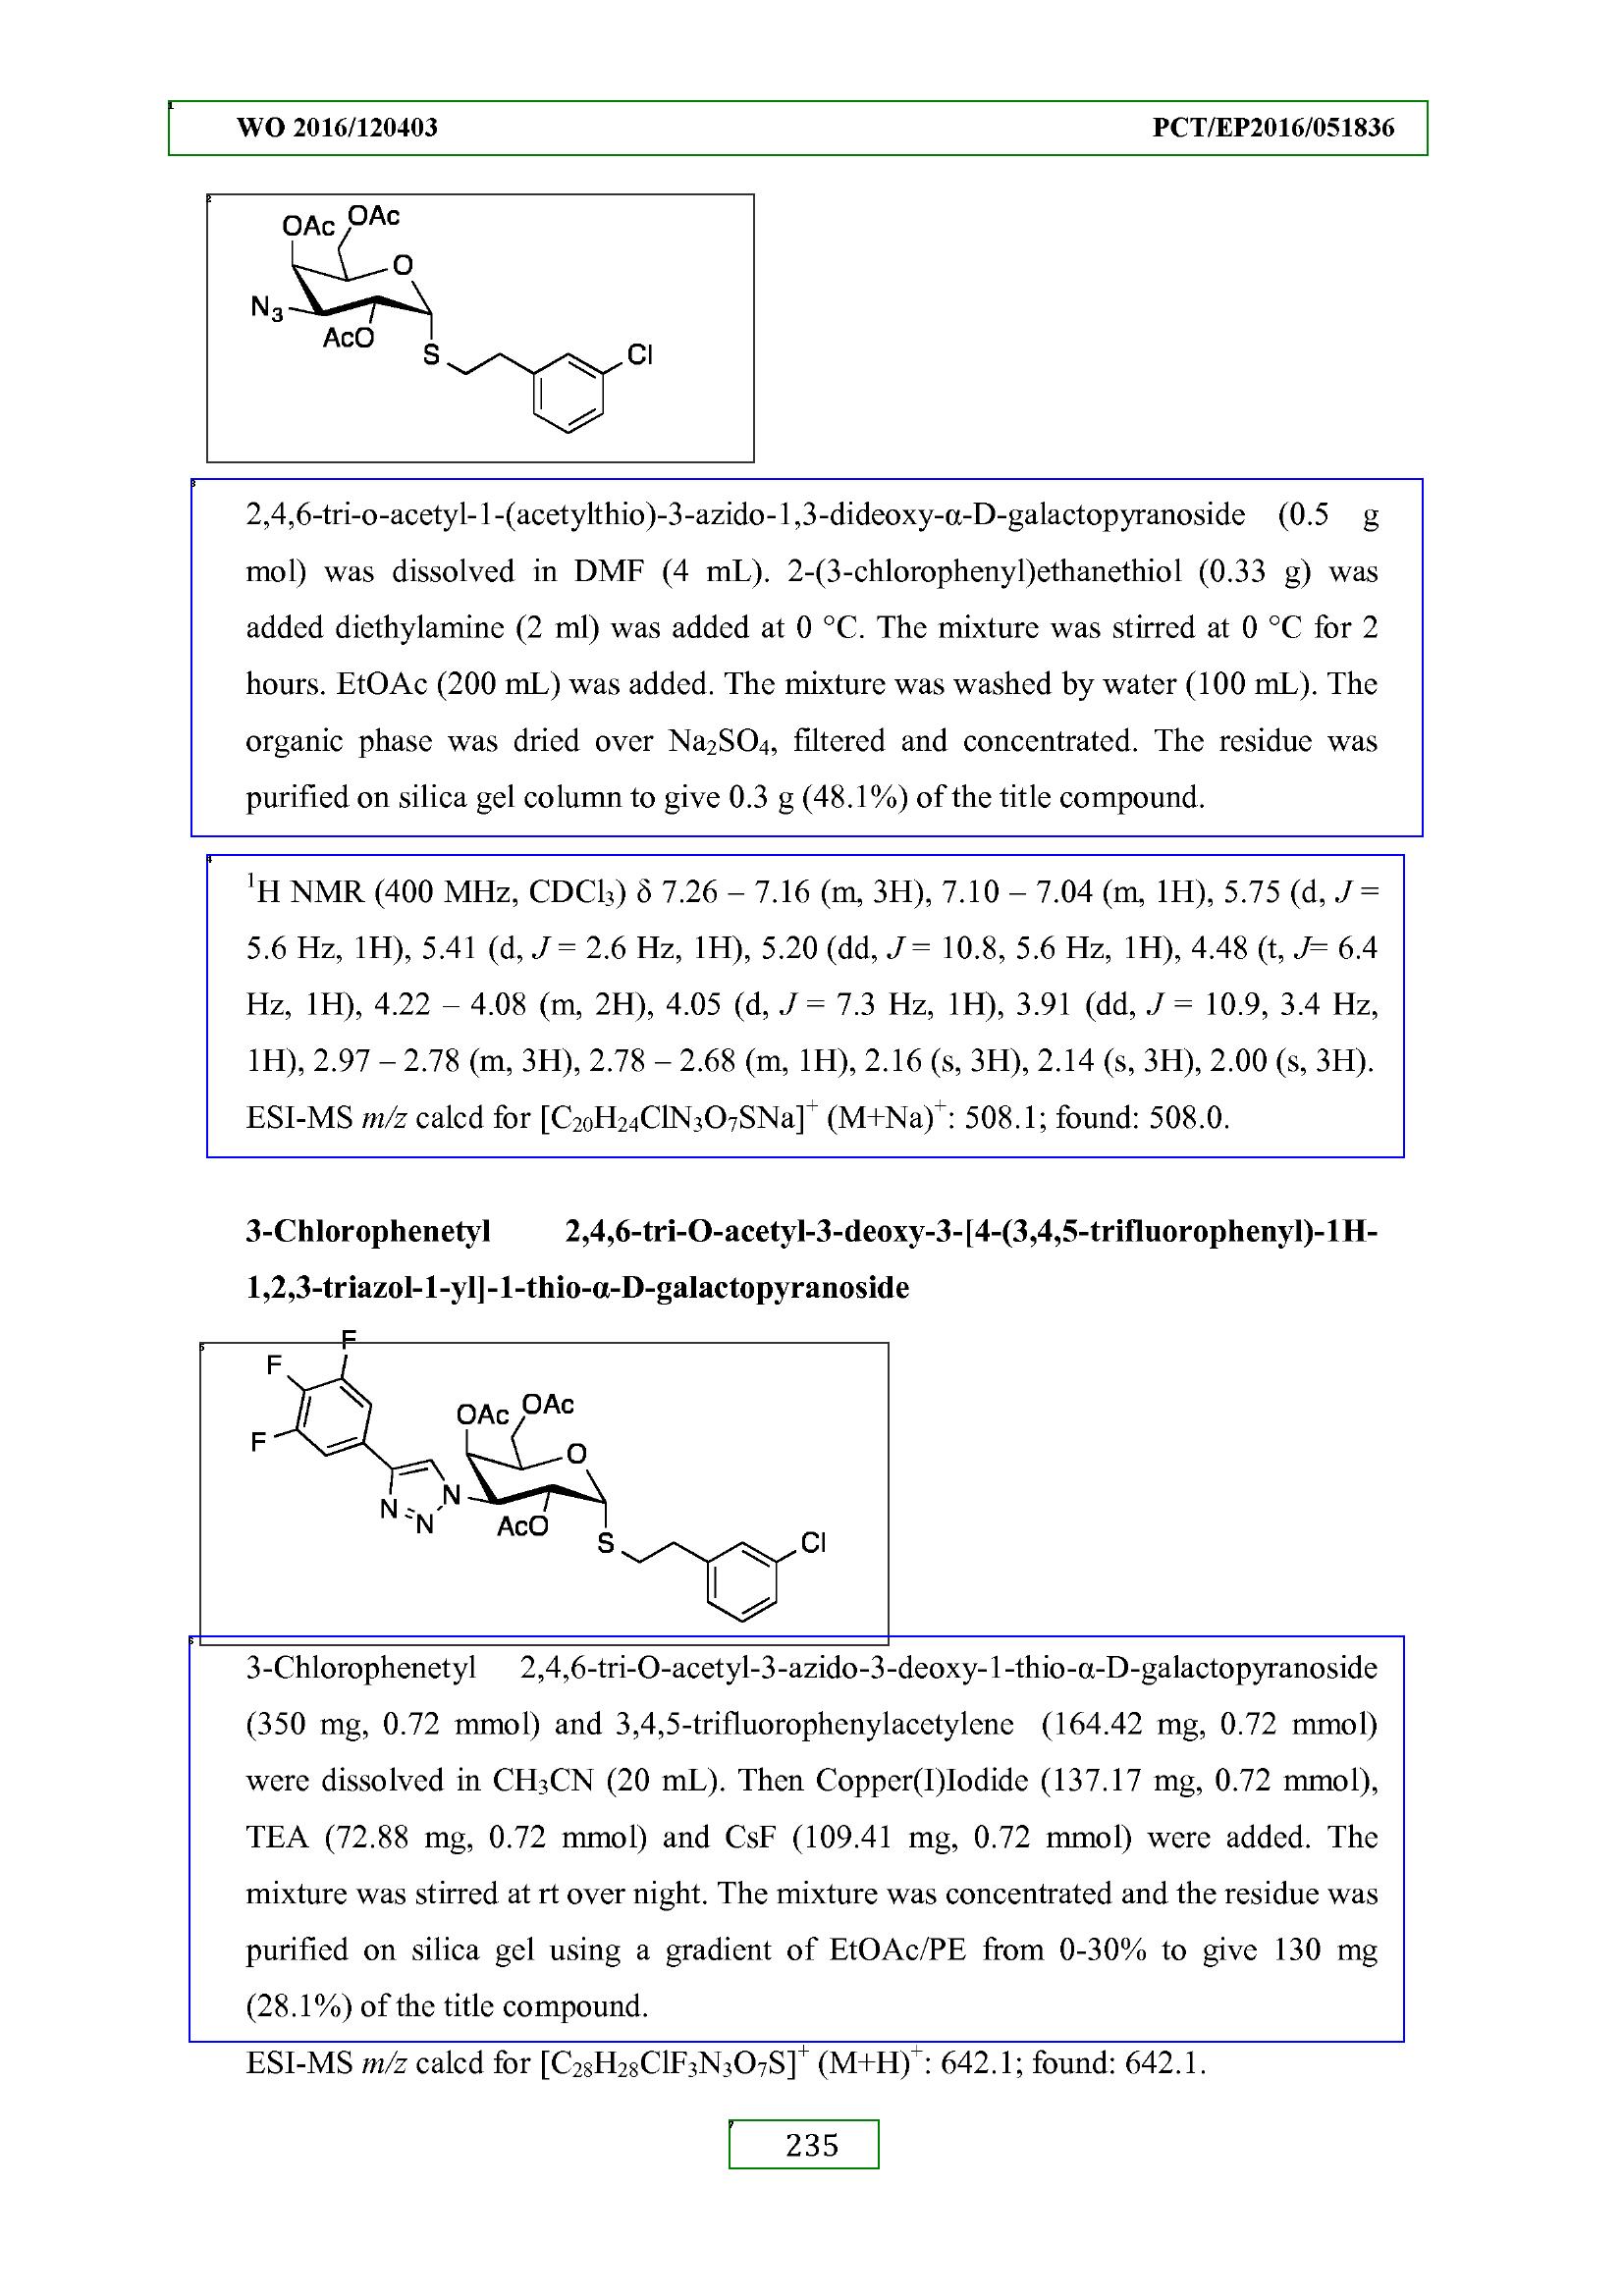 WO 2016/120403 PCT/EP2016/051836
OAc OAc
O
N3
AcO
S
Cl
2,4,6-tri-o-acetyl-1-(acetylthio)-3-azido-1,3-dideoxy-α-D-galactopyranoside (0.5 g
mol) was dissolved in DMF (4 mL). 2-(3-chlorophenyl)ethanethiol (0.33 g) was
added diethylamine (2 ml) was added at 0 °C. The mixture was stirred at 0 °C for 2
hours. EtOAc (200 mL) was added. The mixture was washed by water (100 mL). The
organic phase was dried over Na₂SO₄, filtered and concentrated. The residue was
purified on silica gel column to give 0.3 g (48.1%) of the title compound.
¹H NMR (400 MHz, CDCl₃) δ 7.26 – 7.16 (m, 3H), 7.10 – 7.04 (m, 1H), 5.75 (d, J =
5.6 Hz, 1H), 5.41 (d, J = 2.6 Hz, 1H), 5.20 (dd, J = 10.8, 5.6 Hz, 1H), 4.48 (t, J= 6.4
Hz, 1H), 4.22 – 4.08 (m, 2H), 4.05 (d, J = 7.3 Hz, 1H), 3.91 (dd, J = 10.9, 3.4 Hz,
1H), 2.97 – 2.78 (m, 3H), 2.78 – 2.68 (m, 1H), 2.16 (s, 3H), 2.14 (s, 3H), 2.00 (s, 3H).
ESI-MS m/z calcd for [C₂₀H₂₄ClN₃O₇SNa]⁺ (M+Na)⁺: 508.1; found: 508.0.
3-Chlorophenetyl 2,4,6-tri-O-acetyl-3-deoxy-3-[4-(3,4,5-trifluorophenyl)-1H-
1,2,3-triazol-1-yl]-1-thio-α-D-galactopyranoside
F
F
F
OAc OAc
O
N
N
N
AcO
S
Cl
3-Chlorophenetyl 2,4,6-tri-O-acetyl-3-azido-3-deoxy-1-thio-α-D-galactopyranoside
(350 mg, 0.72 mmol) and 3,4,5-trifluorophenylacetylene (164.42 mg, 0.72 mmol)
were dissolved in CH₃CN (20 mL). Then Copper(I)Iodide (137.17 mg, 0.72 mmol),
TEA (72.88 mg, 0.72 mmol) and CsF (109.41 mg, 0.72 mmol) were added. The
mixture was stirred at rt over night. The mixture was concentrated and the residue was
purified on silica gel using a gradient of EtOAc/PE from 0-30% to give 130 mg
(28.1%) of the title compound.
ESI-MS m/z calcd for [C₂₈H₂₈ClF₃N₃O₇S]⁺ (M+H)⁺: 642.1; found: 642.1.
235